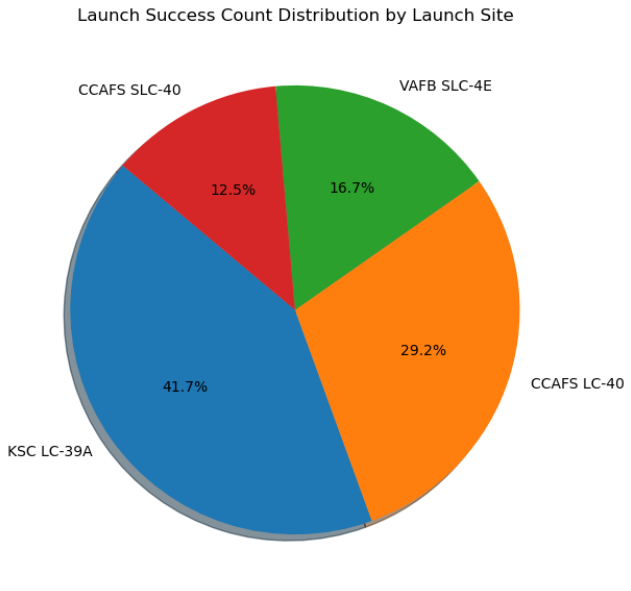 Launch Success Count Distribution by Launch Site
VAFB SLC-4E
CCAFS SLC-40
16.7%
12.5%
29.2%
CCAFS LC-40
41.7%
KSC LC-39A